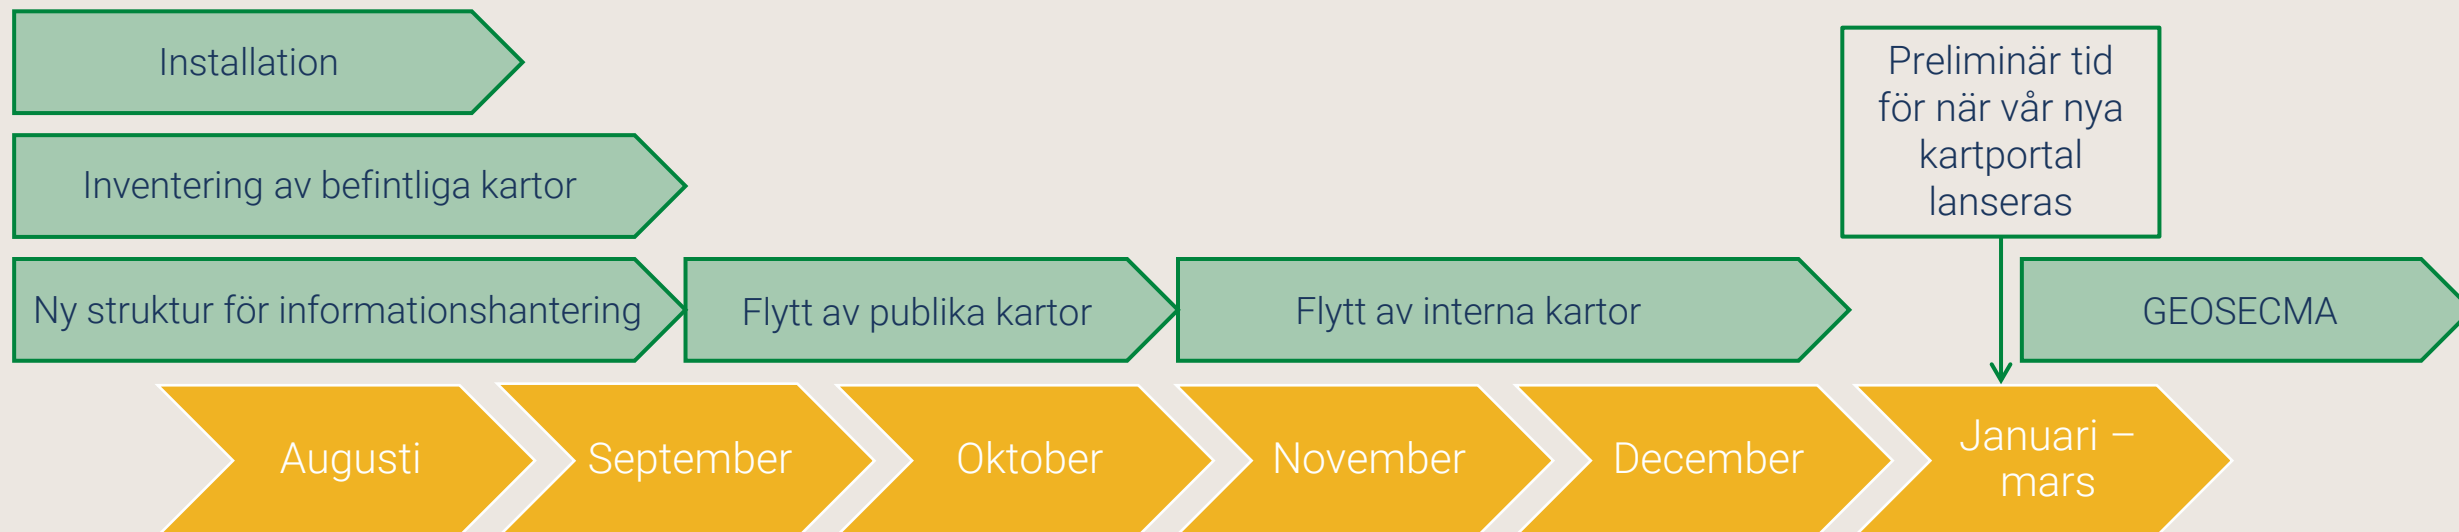 Installation
Preliminär tid
för när vår nya
kartportal
lanseras
Inventering av befintliga kartor
Ny struktur för informationshantering
Flytt av publika kartor
Flytt av interna kartor
GEOSECMA
Augusti
September
Oktober
November
December
Januari –
mars